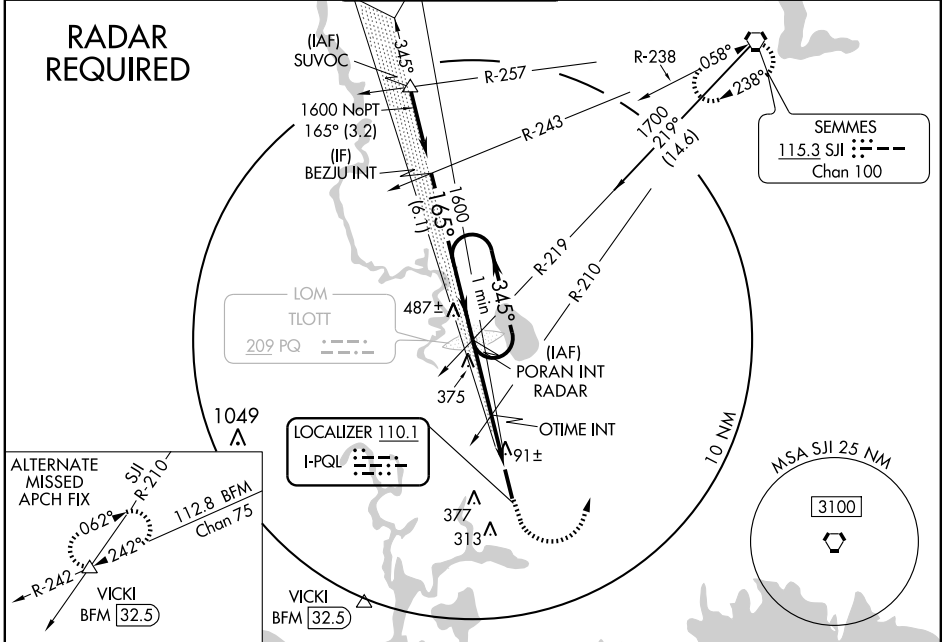 RADAR
REQUIRED
(IAF)
SUVOC
345°
R-257
R-238
058°
238°
1600 NoPT
165° (3.2)
(IF)
BEZJU INT
R-243
1700
219°
(14.6)
SEMMES
115.3 SJI
Chan 100
(6.1)
165°
1600
R-219
R-210
1 min
345°
LOM
TLOTT
209 PQ
487±
375
(IAF)
PORAN INT
RADAR
OTIME INT
1049
LOCALIZER 110.1
I-PQL
91±
10 NM
377
313
ALTERNATE
MISSED
APCH FIX
SJI
R-210
062°
112.8 BFM
Chan 75
242°
R-242
VICKI
BFM 32.5
VICKI
BFM 32.5
MSA SJI 25 NM
3100